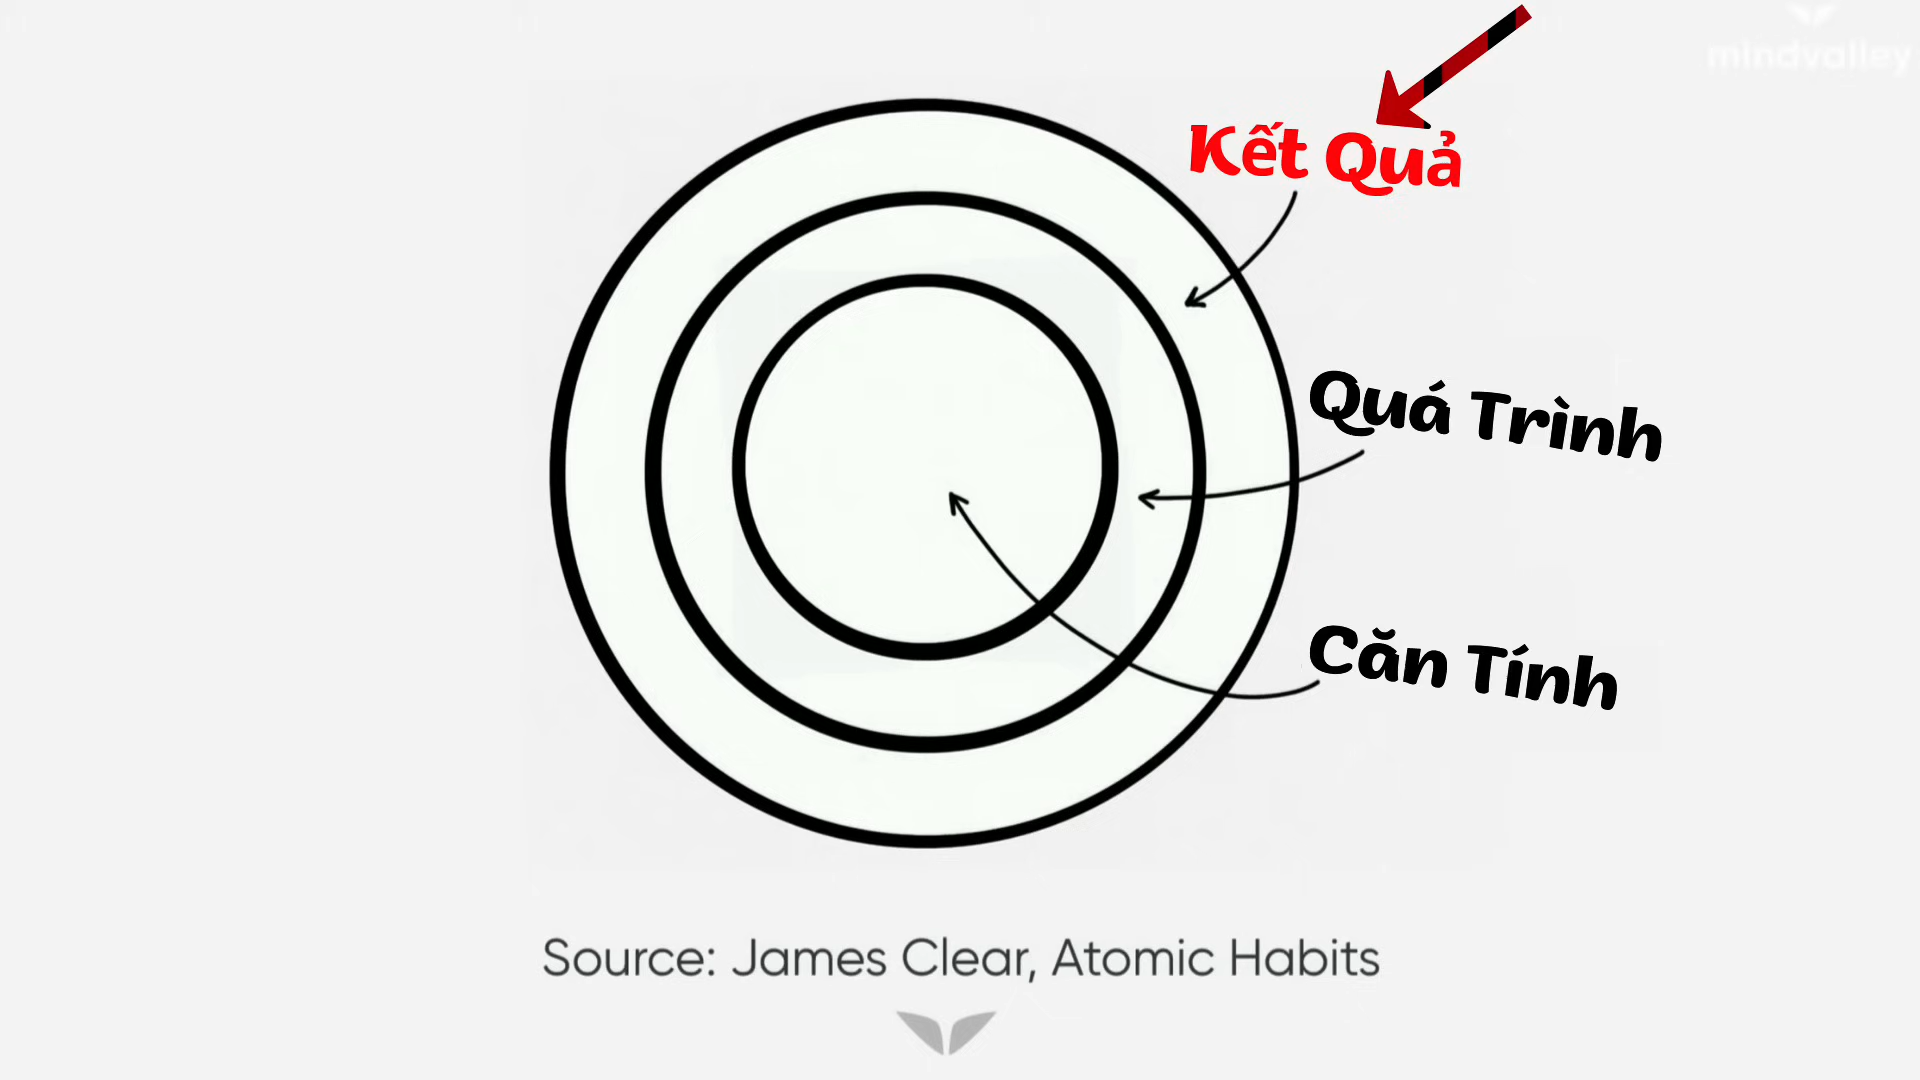 mindvalley
Kết Quả
Quá Trình
Căn Tính
Source: James Clear, Atomic Habits